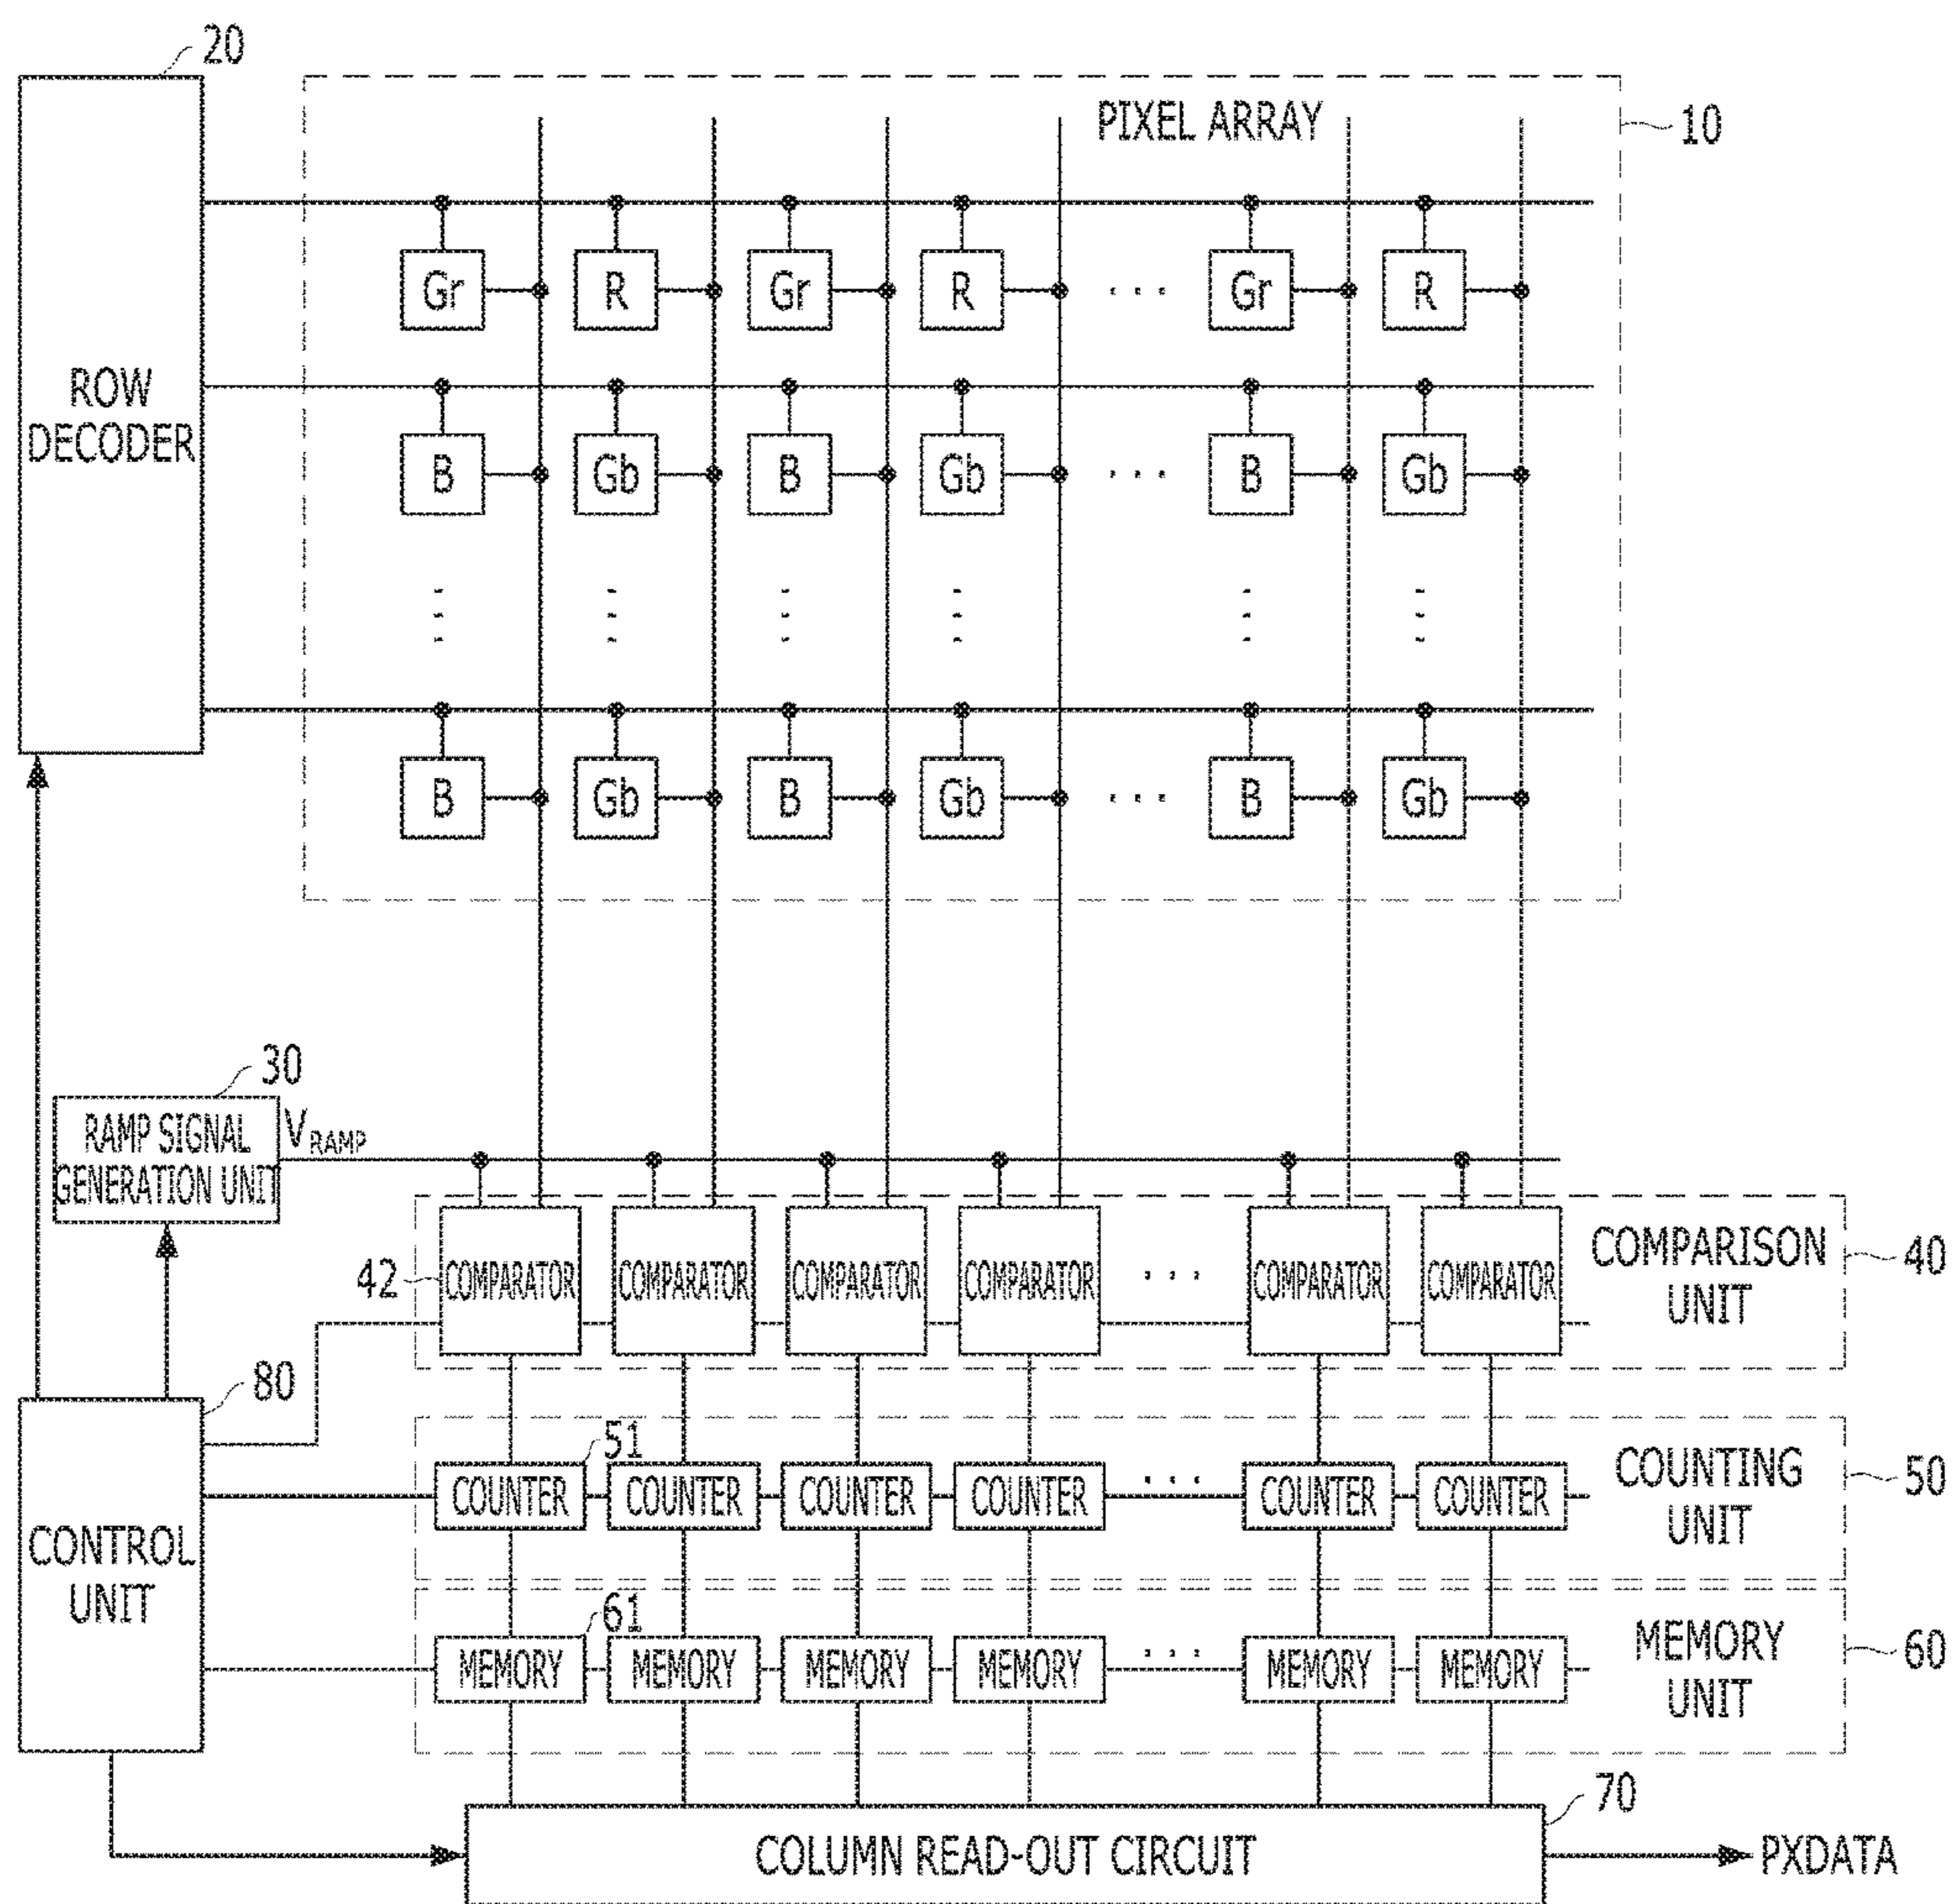 20
PIXEL ARRAY
10
Gr R Gr R ... Gr R
ROW
DECODER
B Gb B Gb ... B Gb
B Gb B Gb ... B Gb
30
RAMP SIGNAL
GENERATION UNIT
VRAMP
42
COMPARATOR COMPARATOR COMPARATOR COMPARATOR ... COMPARATOR COMPARATOR
COMPARISON
UNIT
40
80
CONTROL
UNIT
51
COUNTER COUNTER COUNTER COUNTER ... COUNTER COUNTER
COUNTING
UNIT
50
61
MEMORY MEMORY MEMORY MEMORY ... MEMORY MEMORY
MEMORY
UNIT
60
70
COLUMN READ-OUT CIRCUIT
PXDATA